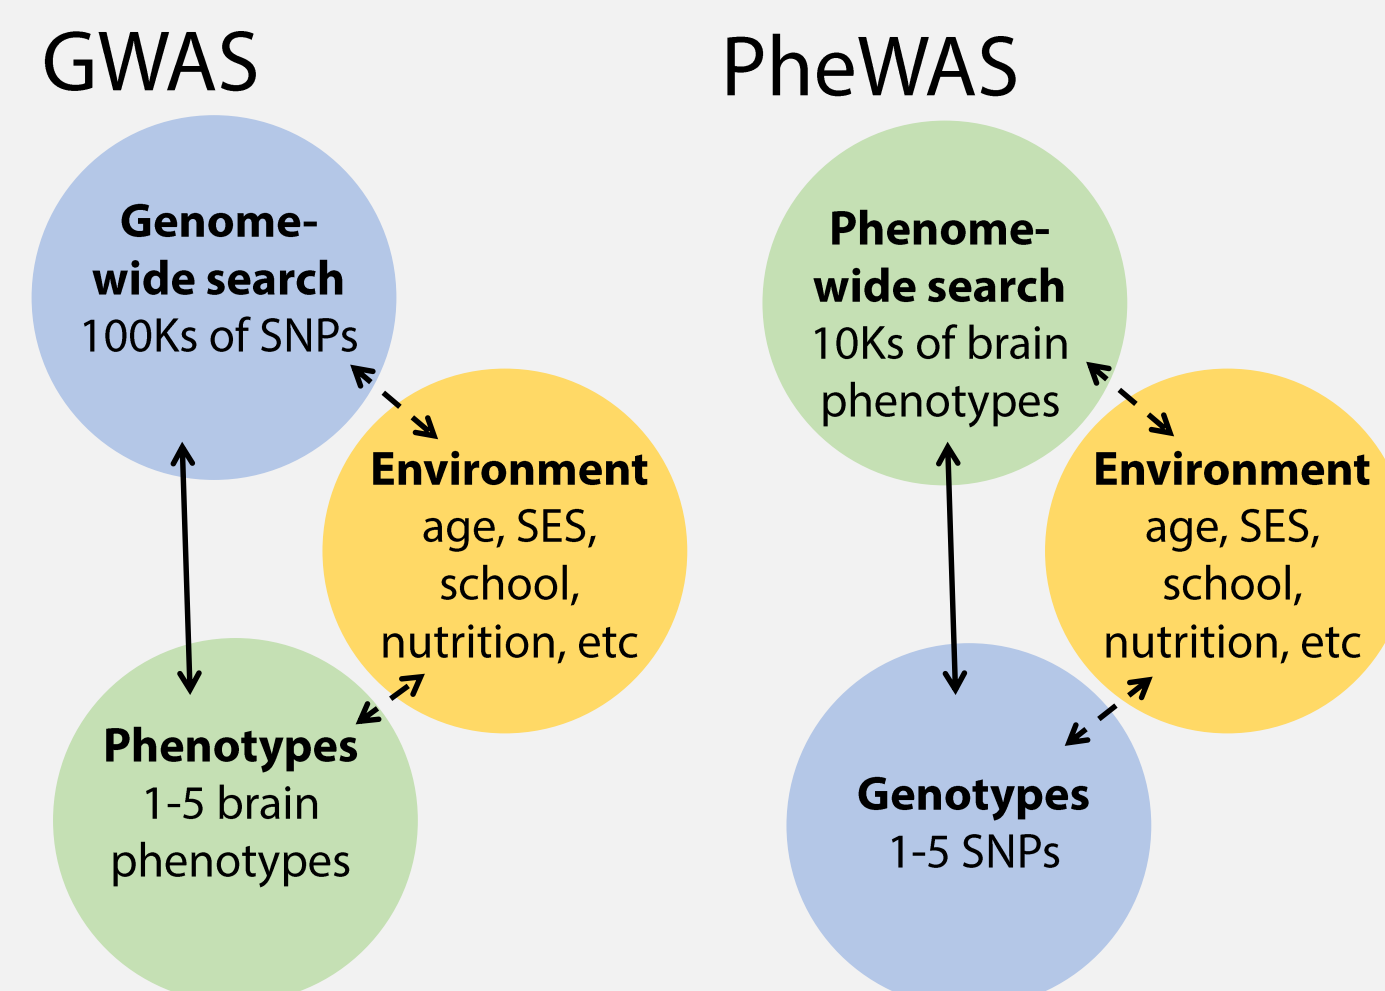 GWAS
Genome-
wide search
100Ks of SNPs
Environment
age, SES,
school,
nutrition, etc
Phenotypes
1-5 brain
phenotypes
PheWAS
Phenome-
wide search
10Ks of brain
phenotypes
Environment
age, SES,
school,
nutrition, etc
Genotypes
1-5 SNPs